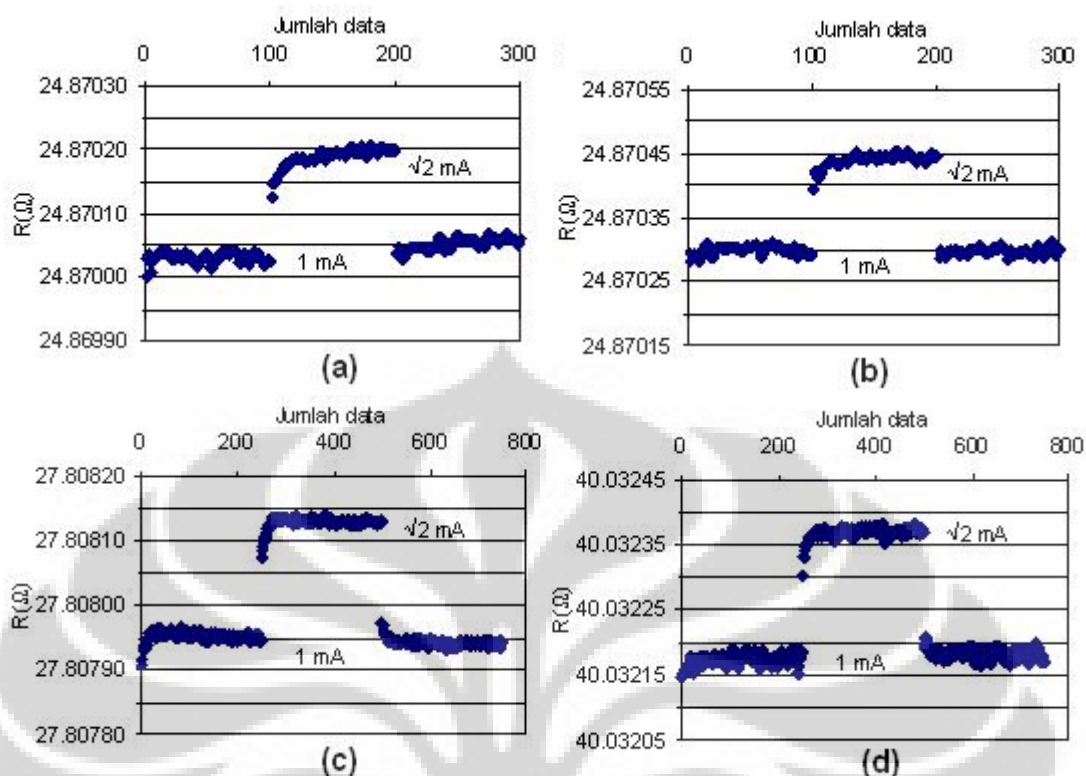 Jumlah data
0 100 200 300
24.87030
24.87020
24.87010
24.87000
24.86990
R(Ω)
√2 mA
1 mA
(a)
Jumlah data
0 100 200 300
24.87055
24.87045
24.87035
24.87025
24.87015
R(Ω)
√2 mA
1 mA
(b)
Jumlah data
0 200 400 600 800
27.80820
27.80810
27.80800
27.80790
27.80780
R(Ω)
√2 mA
1 mA
(c)
Jumlah data
0 200 400 600 800
40.03245
40.03235
40.03225
40.03215
40.03205
R(Ω)
√2 mA
1 mA
(d)